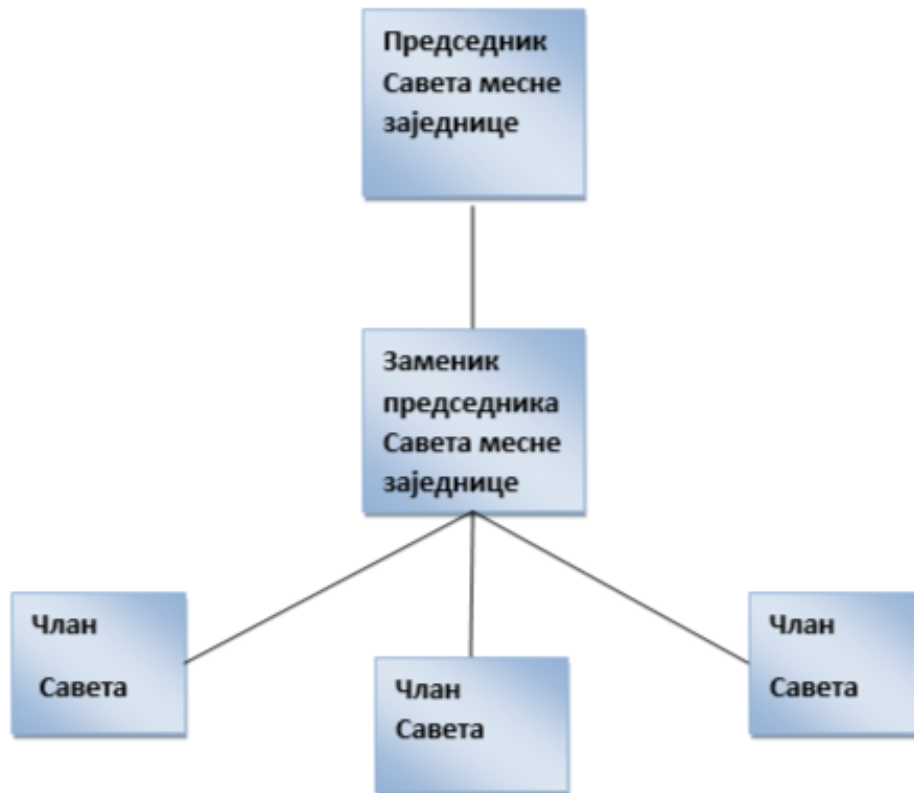 Председник
Савета месне
заједнице
Заменик
председника
Савета месне
заједнице
Члан
Савета
Члан
Савета
Члан
Савета